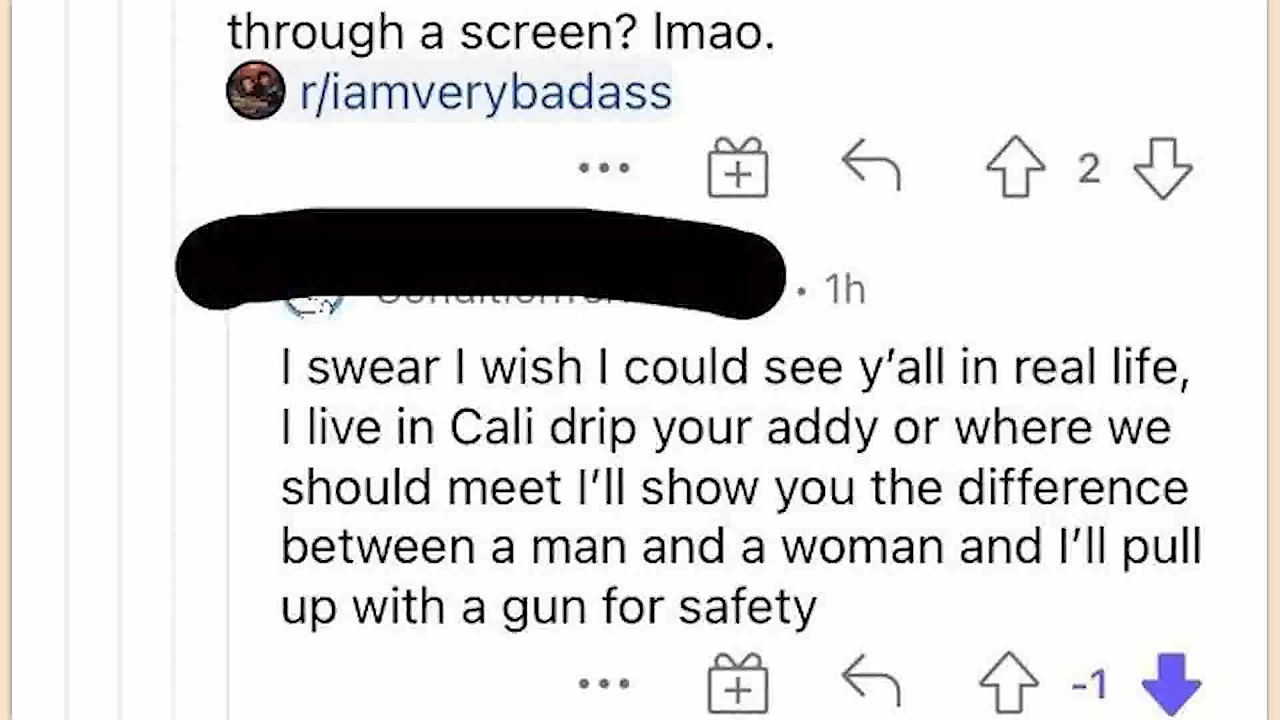 through a screen? lmao.
r/iamverybadass
2
• 1h
I swear I wish I could see y’all in real life,
I live in Cali drip your addy or where we
should meet I’ll show you the difference
between a man and a woman and I’ll pull
up with a gun for safety
-1